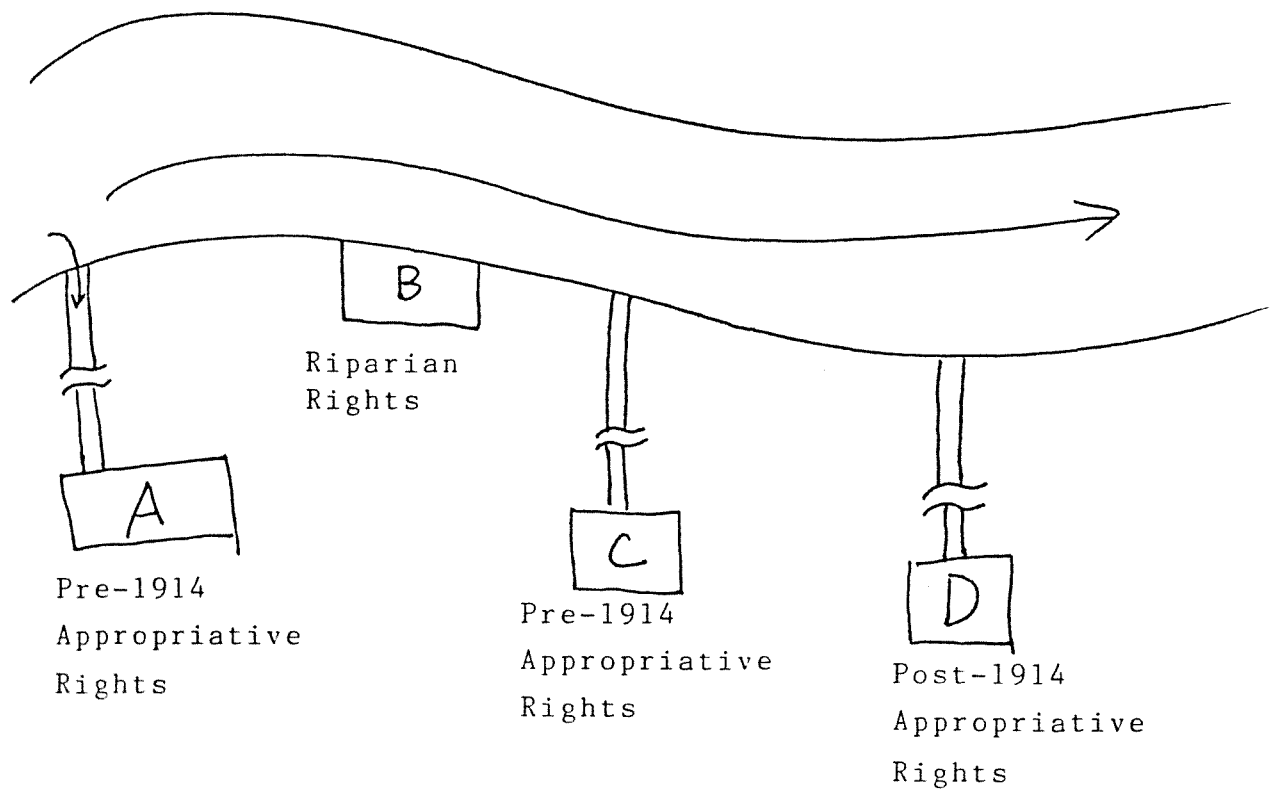 B
Riparian
Rights
A
Pre-1914
Appropriative
Rights
C
Pre-1914
Appropriative
Rights
D
Post-1914
Appropriative
Rights